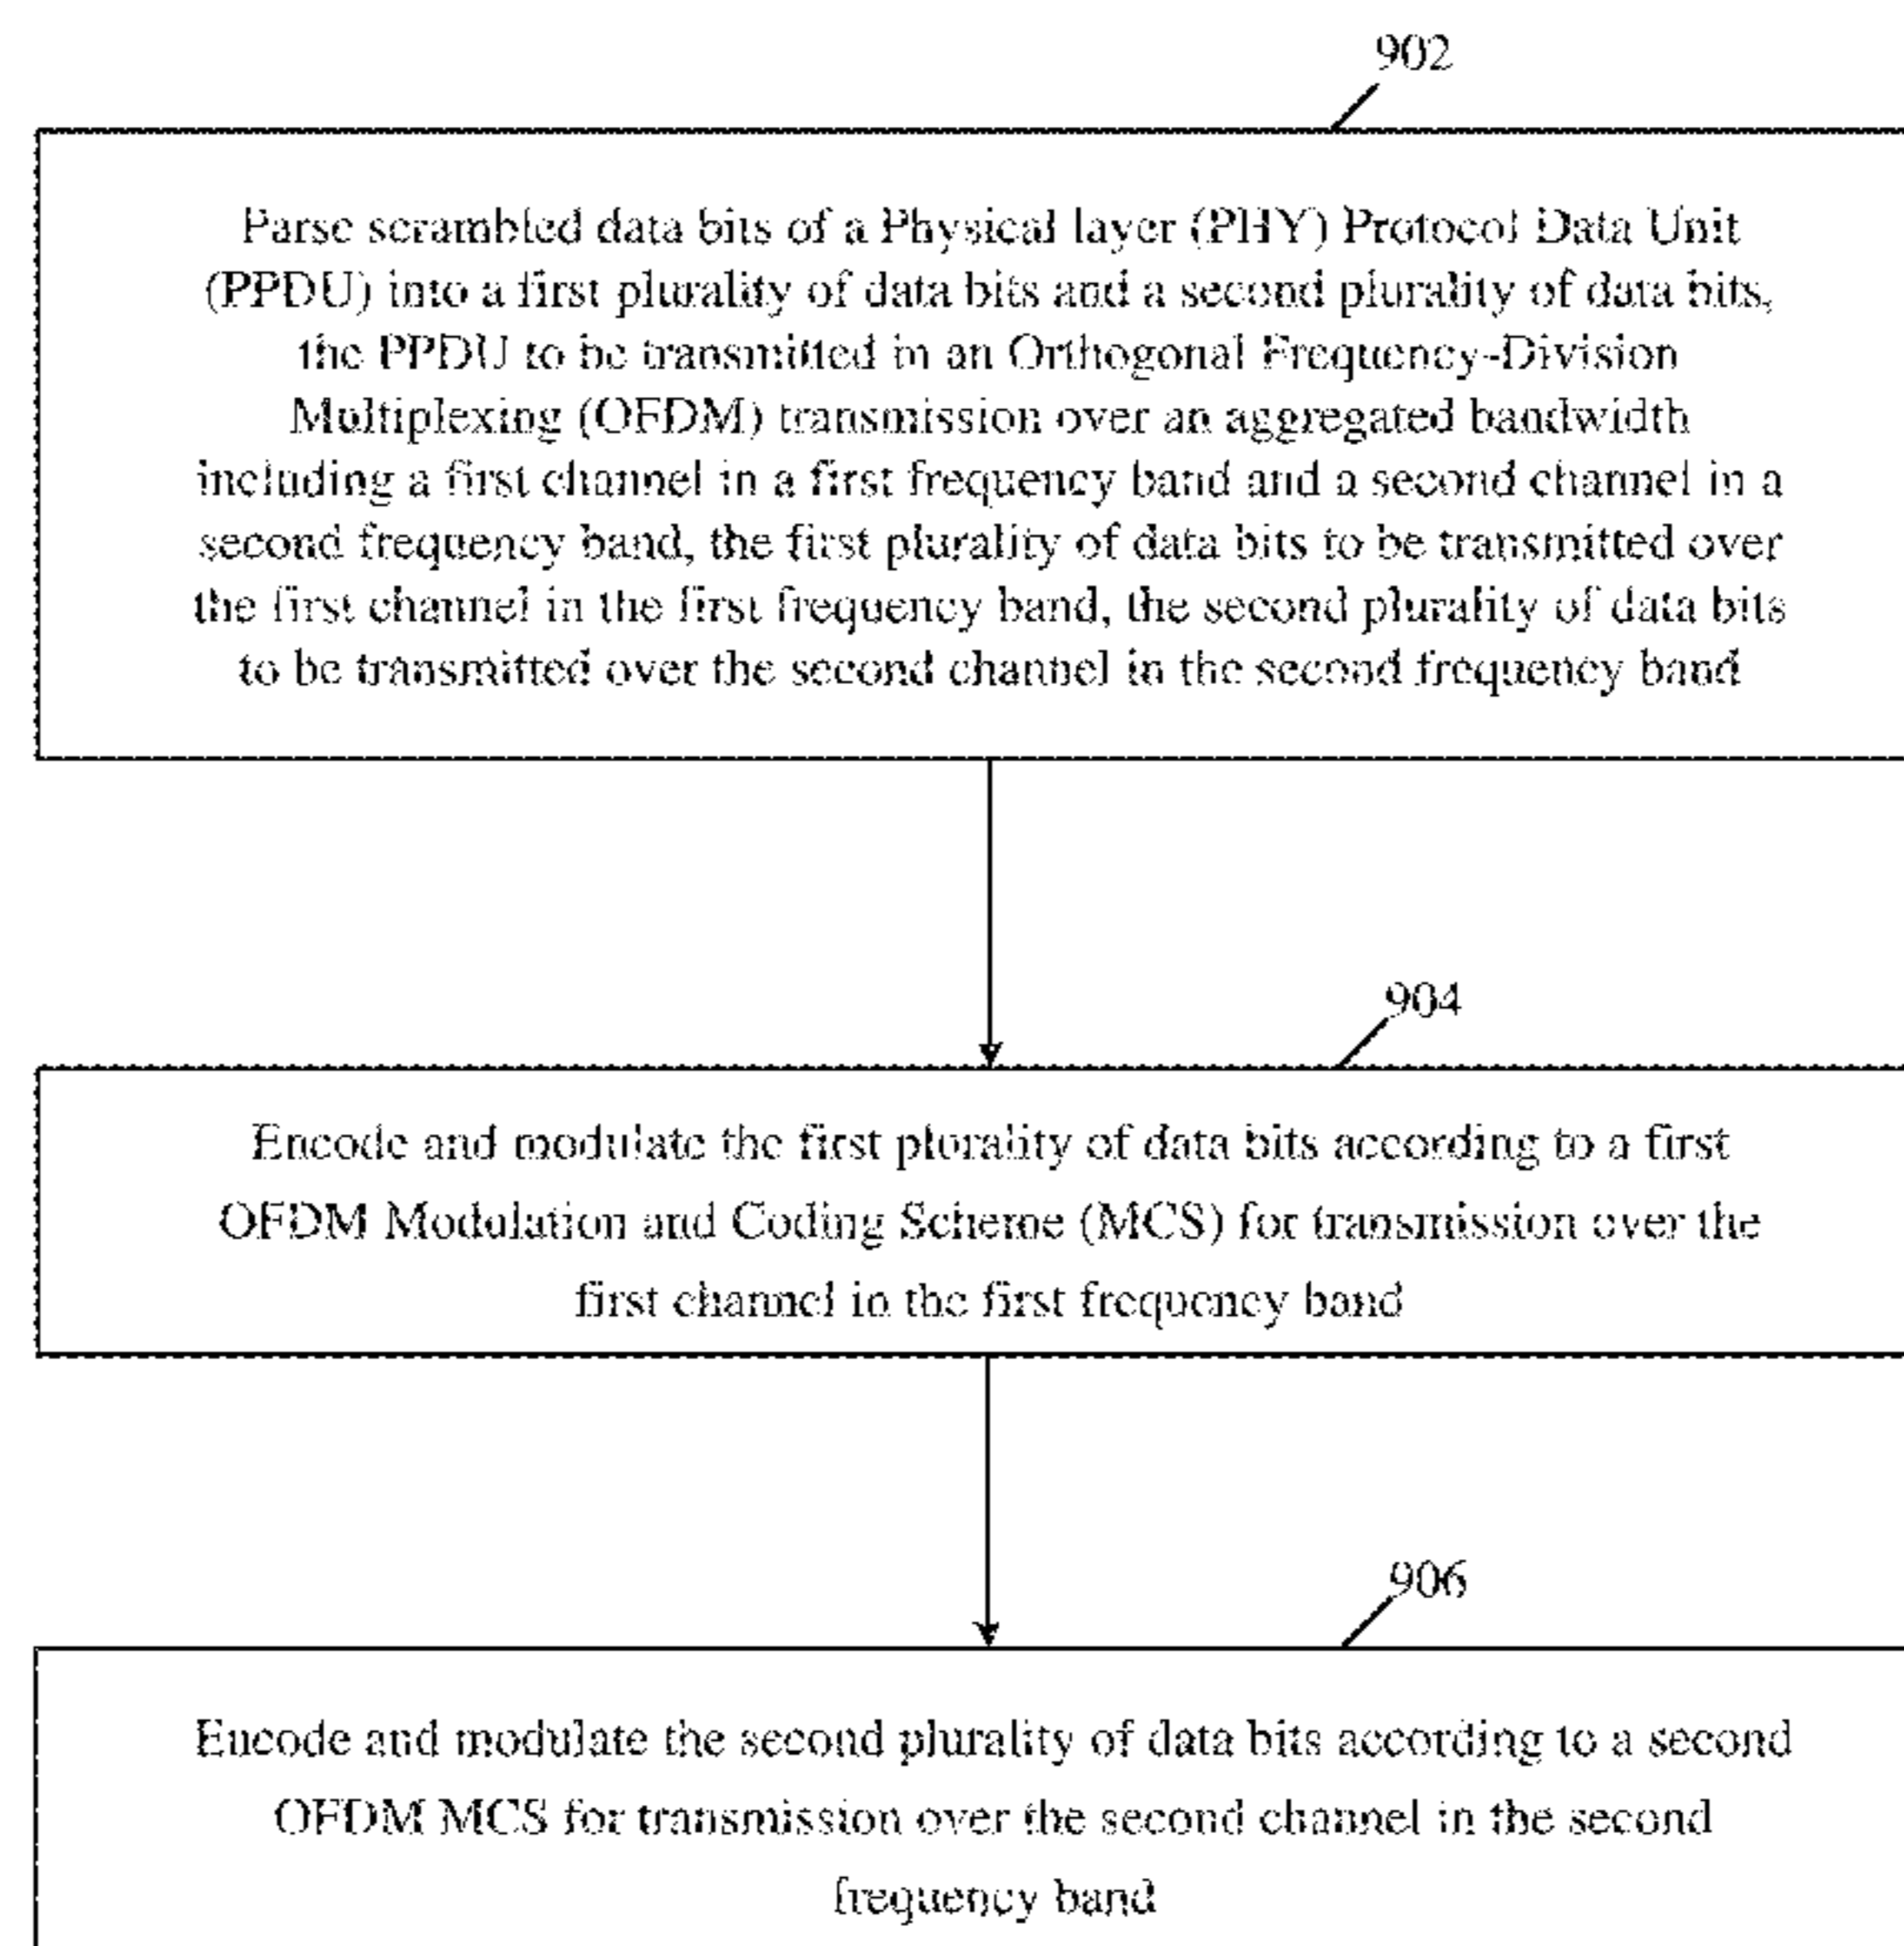 902
Parse scrambled data bits of a Physical layer (PHY) Protocol Data Unit
(PPDU) into a first plurality of data bits and a second plurality of data bits,
the PPDU to be transmitted in an Orthogonal Frequency-Division
Multiplexing (OFDM) transmission over an aggregated bandwidth
including a first channel in a first frequency band and a second channel in a
second frequency band, the first plurality of data bits to be transmitted over
the first channel in the first frequency band, the second plurality of data bits
to be transmitted over the second channel in the second frequency band
904
Encode and modulate the first plurality of data bits according to a first
OFDM Modulation and Coding Scheme (MCS) for transmission over the
first channel in the first frequency band
906
Encode and modulate the second plurality of data bits according to a second
OFDM MCS for transmission over the second channel in the second
frequency band